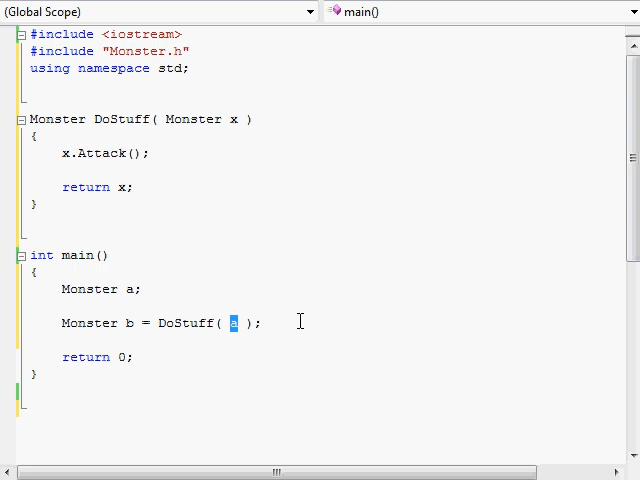 (Global Scope)
main()
#include <iostream>
#include "Monster.h"
using namespace std;
Monster DoStuff( Monster x )
{
x.Attack();
return x;
}
int main()
{
Monster a;
Monster b = DoStuff( a );
return 0;
}